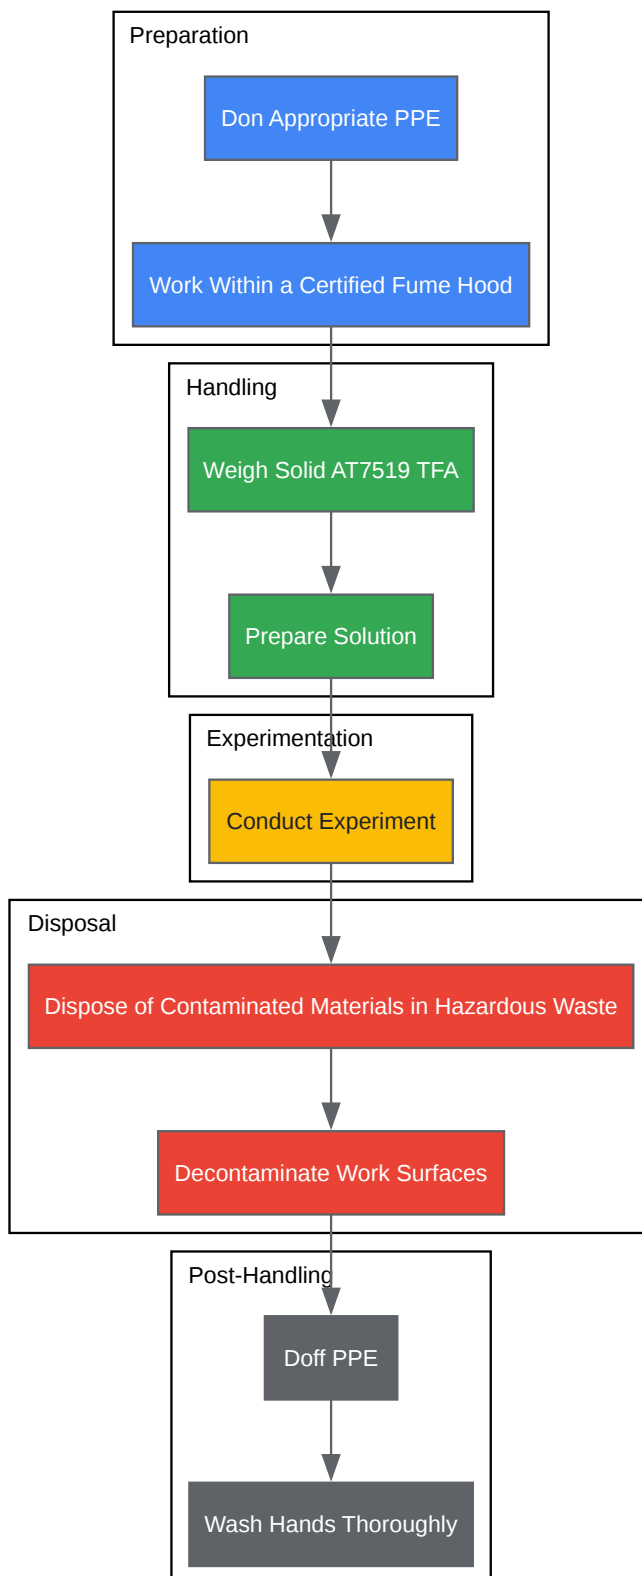 Preparation
Don Appropriate PPE
Work Within a Certified Fume Hood
Handling
Weigh Solid AT7519 TFA
Prepare Solution
Experimentation
Conduct Experiment
Disposal
Dispose of Contaminated Materials in Hazardous Waste
Decontaminate Work Surfaces
Post-Handling
Doff PPE
Wash Hands Thoroughly